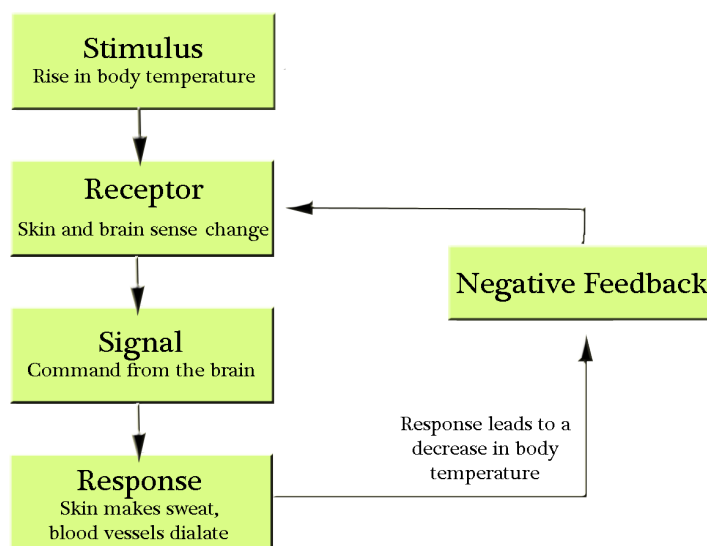 Stimulus
Rise in body temperature
Receptor
Skin and brain sense change
Negative Feedback
Signal
Command from the brain
Response leads to a
decrease in body
temperature
Response
Skin makes sweat,
blood vessels dialate